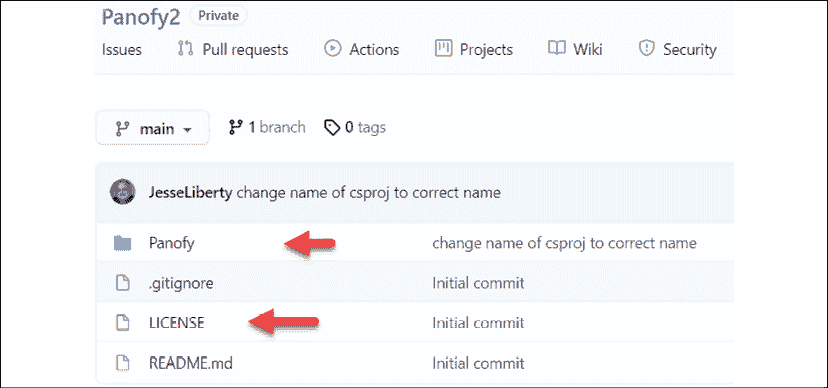 Panofy2 Private
Issues Pull requests Actions Projects Wiki Security
main 1 branch 0 tags
JesseLiberty change name of csproj to correct name
Panofy change name of csproj to correct name
.gitignore Initial commit
LICENSE Initial commit
README.md Initial commit